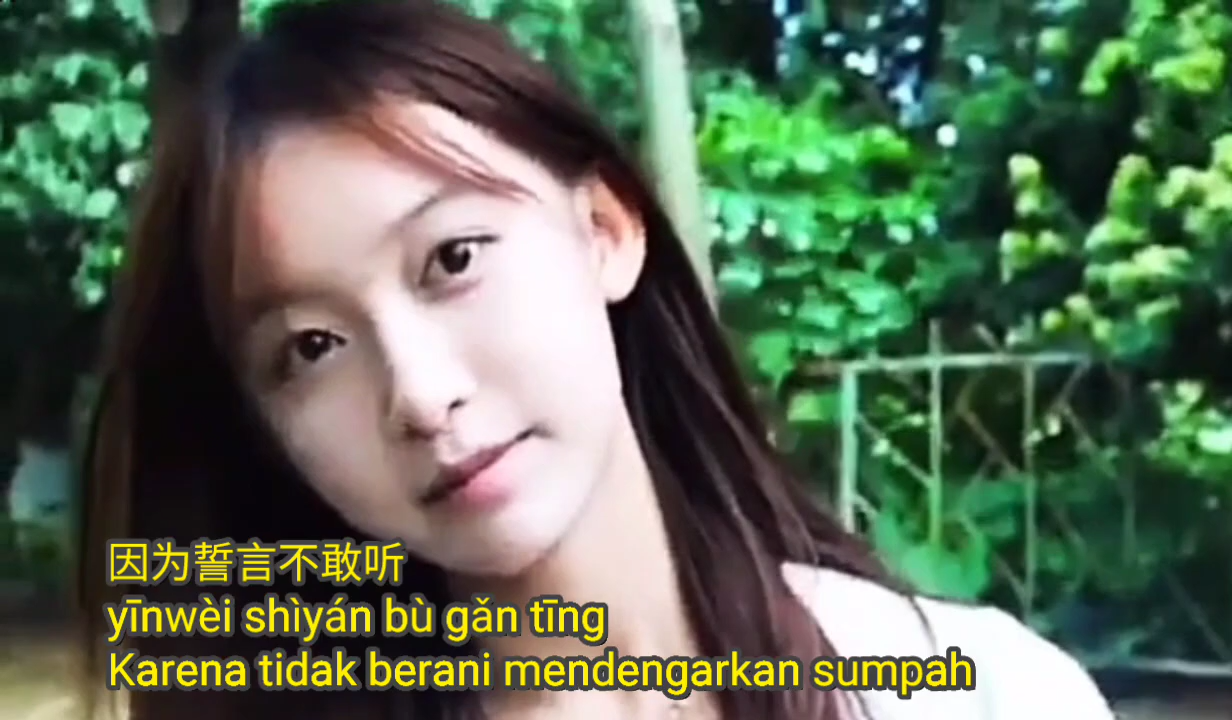 因为誓言不敢听
yīnwèi shìyán bù gǎn tīng
Karena tidak berani mendengarkan sumpah